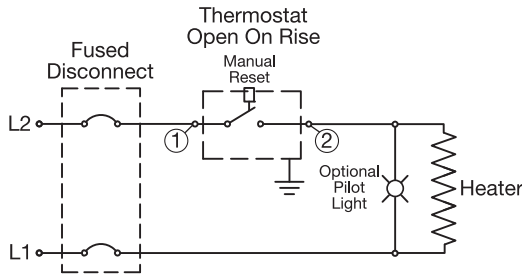 Thermostat
Open On Rise
Fused
Disconnect
Manual
Reset
L2
1
2
Optional
Pilot
Light
Heater
L1